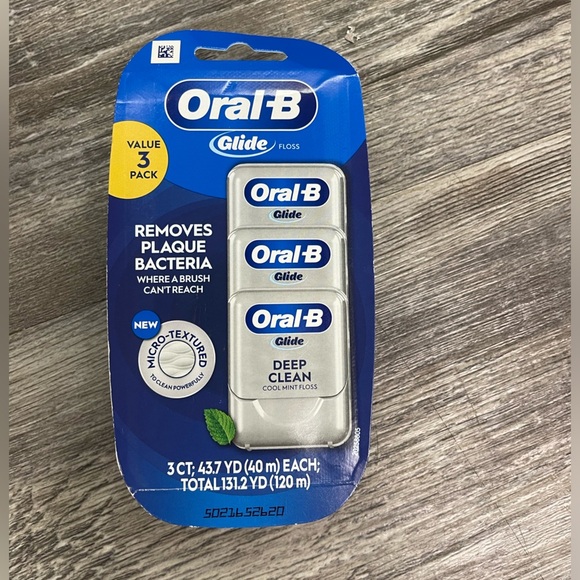 Oral-B
Glide FLOSS
VALUE
3
PACK
Oral-B
Glide
Oral-B
Glide
Oral-B
Glide
DEEP
CLEAN
COOL MINT FLOSS
REMOVES
PLAQUE
BACTERIA
WHERE A BRUSH
CAN'T REACH
NEW
MICRO-TEXTURED
TO CLEAN POWERFULLY
3 CT; 43.7 YD (40 m) EACH;
TOTAL 131.2 YD (120 m)
5021652620